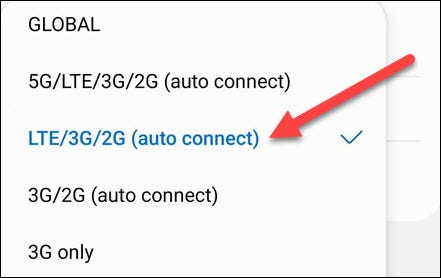 GLOBAL
5G/LTE/3G/2G (auto connect)
LTE/3G/2G (auto connect)
3G/2G (auto connect)
3G only